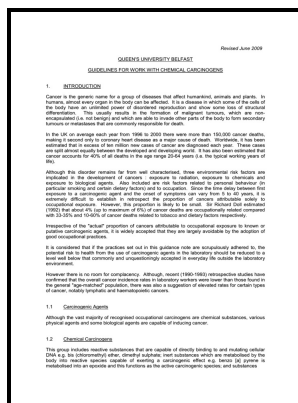 Revised June 2009
QUEEN'S UNIVERSITY BELFAST
GUIDELINES FOR WORK WITH CHEMICAL CARCINOGENS
1. INTRODUCTION
Cancer is the generic name for a group of diseases that affect humankind, animals and plants. In
humans, almost every organ in the body can be affected. It is a disease in which some of the cells of
the body have an unlimited power of disordered reproduction and show some loss of structural
differentiation. This usually results in the formation of malignant tumours, which are non-
encapsulated (i.e. not benign) and which are able to invade other parts of the body to form secondary
tumours or metastases that are commonly responsible for death.
In the UK on average each year from 1998 to 2000 there were more than 150,000 cancer deaths,
making it second only to coronary heart disease as a major cause of death. Worldwide, it has been
estimated that in excess of ten million new cases of cancer are diagnosed each year. These cases
are split almost equally between the developed and developing world. It has also been estimated that
cancer accounts for 40% of all deaths in the age range 25-64 years (i.e. the typical working years of
life).
Although this disorder remains far from well characterised, three environmental risk factors are
implicated in the development of cancers : exposure to radiation, exposure to chemicals and
exposure to biological agents. Also included are risk factors related to personal behaviour (in
particular smoking and certain dietary factors) and to occupation. Since the time delay between first
exposure to a carcinogenic agent and the onset of symptoms can vary from 5 to 40 years, it is
extremely difficult to establish in retrospect the proportion of cancers attributable solely to
occupational exposure. However, this proportion is likely to be small. Sir Richard Doll estimated
(1992) that about 4% (up to maximum of 6%) of cancer deaths are occupationally related compared
with 33-35% and 10-60% of cancer deaths related to tobacco and dietary factors respectively.
Irrespective of the "actual" proportion of cancers attributable to occupational exposure to known or
putative carcinogenic agents, it is widely accepted that they are largely avoidable by the adoption of
good occupational practices.
It is considered that if the practices set out in this guidance note are scrupulously adhered to, the
potential risk to health from the use of carcinogenic agents in the laboratory should be reduced to a
level well below that commonly and unquestioningly accepted in everyday life outside the laboratory
environment.
However there is no room for complacency. Although, recent (1990-1993) retrospective studies have
confirmed that the overall cancer incidence rates in laboratory workers were lower than those found in
the general "age-matched" population, there was also a suggestion of elevated rates for certain types
of cancer, notably lymphatic and haematopoietic cancers.
1.1 Carcinogenic Agents
Although the vast majority of recognised occupational carcinogens are chemical substances, various
physical agents and some biological agents are capable of inducing cancer.
1.2 Chemical Carcinogens
This group includes reactive substances that are capable of directly binding to and mutating cellular
DNA e.g. bis (chloromethyl) ether, dimethyl sulphate; inert substances which are metabolised by the
body into reactive species capable of exerting a carcinogenic effect e.g. benzo [a] pyrene is
metabolised into an epoxide and this functions as the active carcinogenic species; and substances